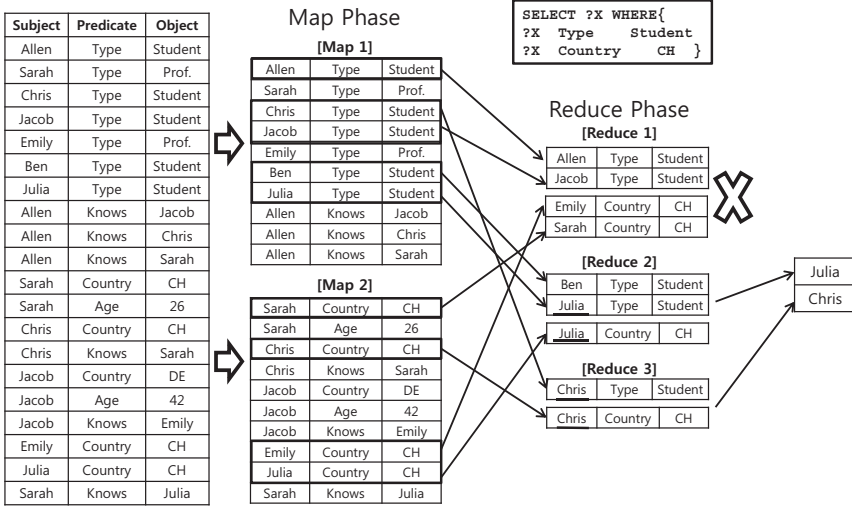 Subject Predicate Object
Allen Type Student
Sarah Type Prof.
Chris Type Student
Jacob Type Student
Emily Type Prof.
Ben Type Student
Julia Type Student
Allen Knows Jacob
Allen Knows Chris
Allen Knows Sarah
Sarah Country CH
Sarah Age 26
Chris Country CH
Chris Knows Sarah
Jacob Country DE
Jacob Age 42
Jacob Knows Emily
Emily Country CH
Julia Country CH
Sarah Knows Julia
Map Phase
[Map 1]
Allen Type Student
Sarah Type Prof.
Chris Type Student
Jacob Type Student
Emily Type Prof.
Ben Type Student
Julia Type Student
Allen Knows Jacob
Allen Knows Chris
Allen Knows Sarah
[Map 2]
Sarah Country CH
Sarah Age 26
Chris Country CH
Chris Knows Sarah
Jacob Country DE
Jacob Age 42
Jacob Knows Emily
Emily Country CH
Julia Country CH
Sarah Knows Julia
SELECT ?X WHERE{
?X Type Student
?X Country CH }
Reduce Phase
[Reduce 1]
Allen Type Student
Jacob Type Student
Emily Country CH
Sarah Country CH
X
[Reduce 2]
Ben Type Student
Julia Type Student
Julia Country CH
[Reduce 3]
Chris Type Student
Chris Country CH
Julia
Chris